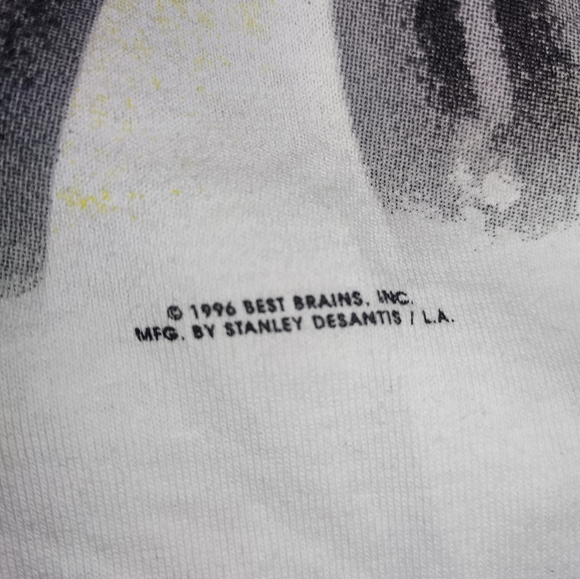 © 1996 BEST BRAINS, INC.
MFG. BY STANLEY DESANTIS / L.A.